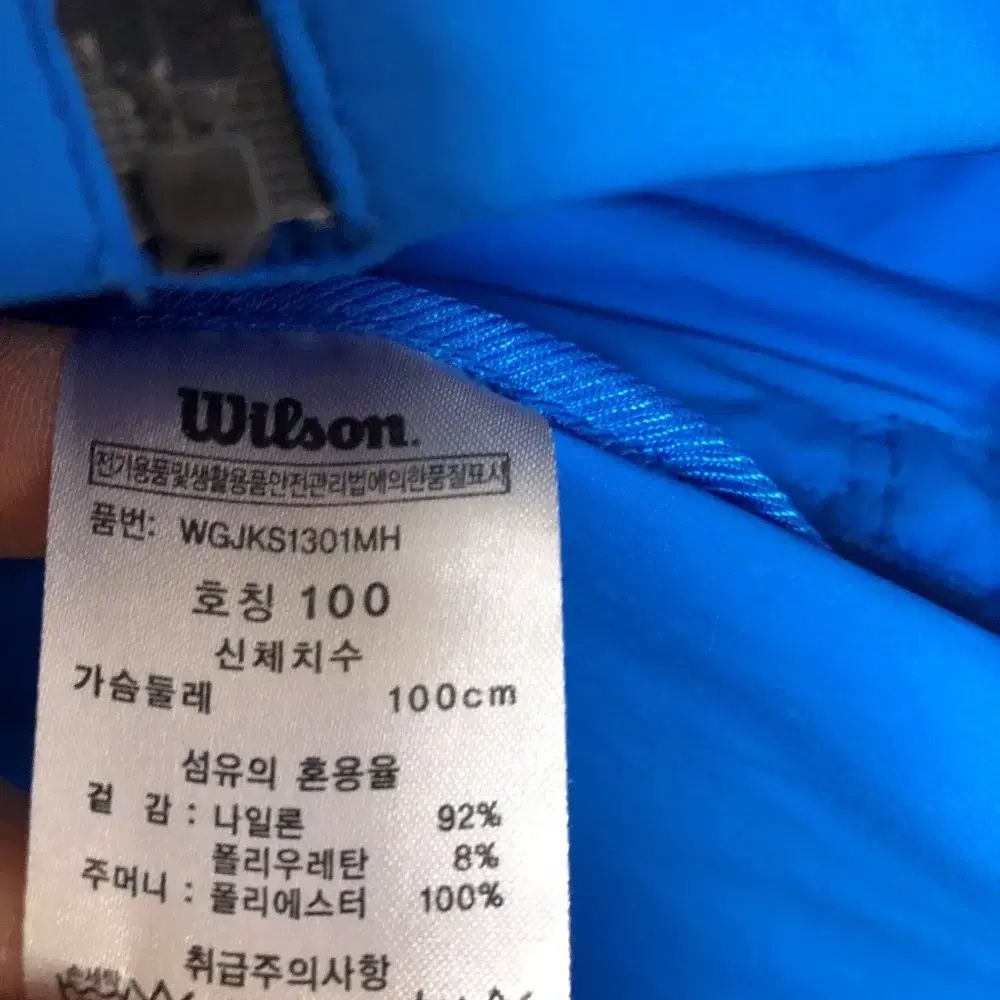 Wilson.
전기용품및생활용품안전관리법에의한품질표시
품번: WGJKS1301MH
호칭 100
신체치수
가슴둘레 100cm
섬유의 혼용율
겉 감 : 나일론 92%
폴리우레탄 8%
주머니 : 폴리에스터 100%
취급주의사항
손세탁